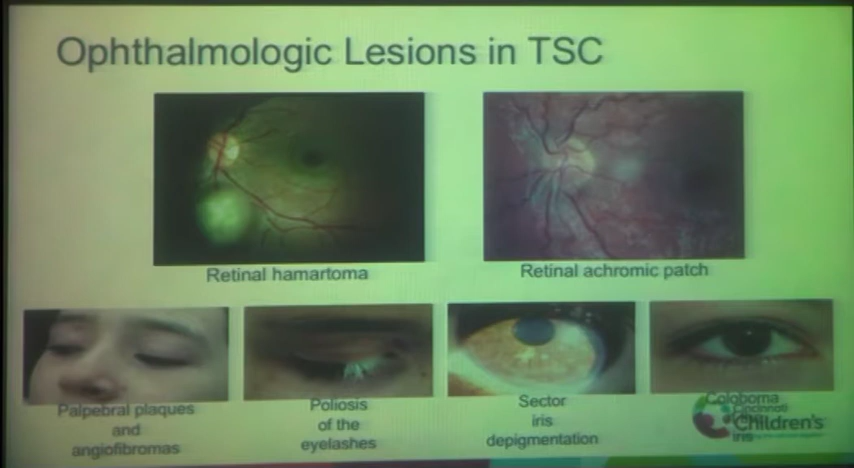 Ophthalmologic Lesions in TSC
Retinal hamartoma
Retinal achromic patch
Palpebral plaques
and
angiofibromas
Poliosis
of the
eyelashes
Sector
iris
depigmentation
Coloboma
iris
Cincinnati
Children's